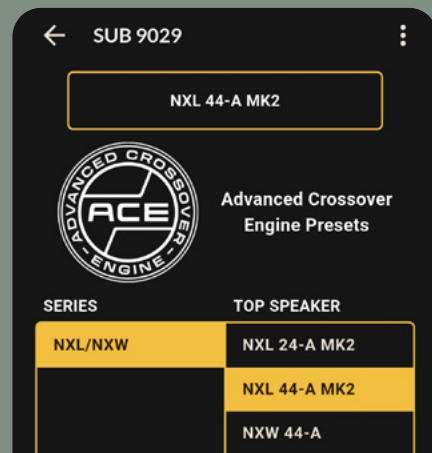 SUB 9029
NXL 44-A MK2
ADVANCED CROSSOVER
ACE
- ENGINE -
Advanced Crossover
Engine Presets
SERIES
TOP SPEAKER
NXL/NXW
NXL 24-A MK2
NXL 44-A MK2
NXW 44-A